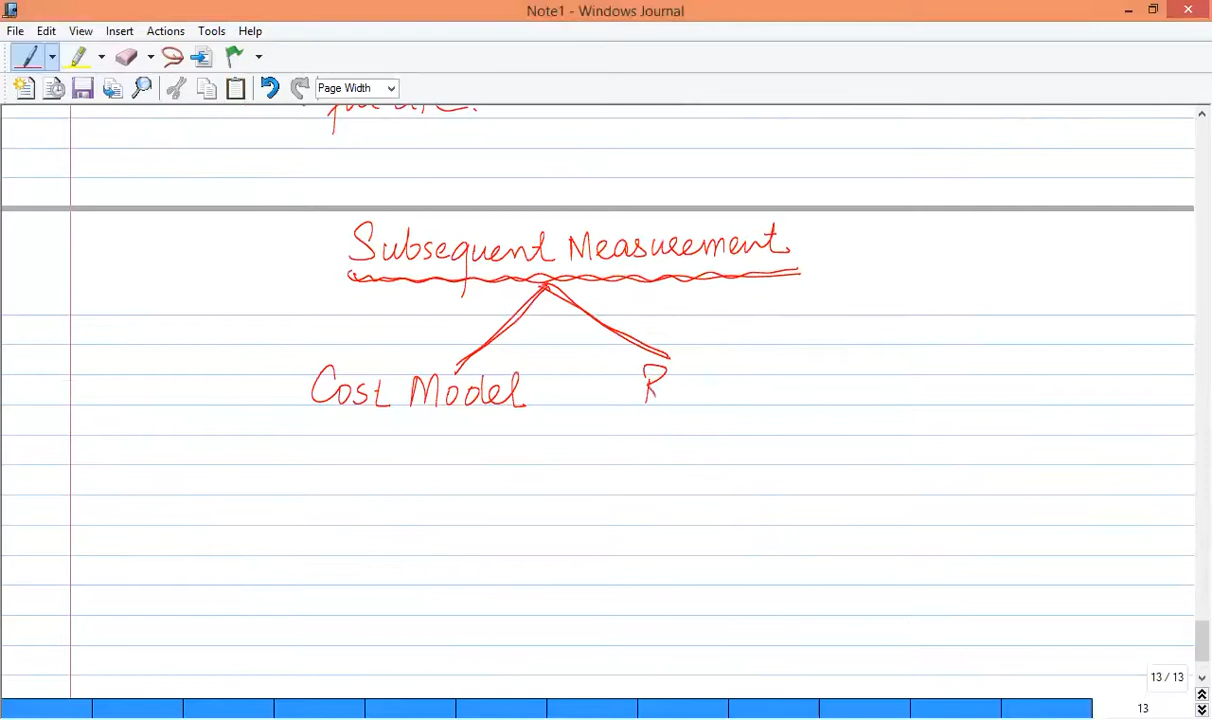 Note1 - Windows Journal
File Edit View Insert Actions Tools Help
Page Width
Subsequent Measurement
Cost Model R
13 / 13
13